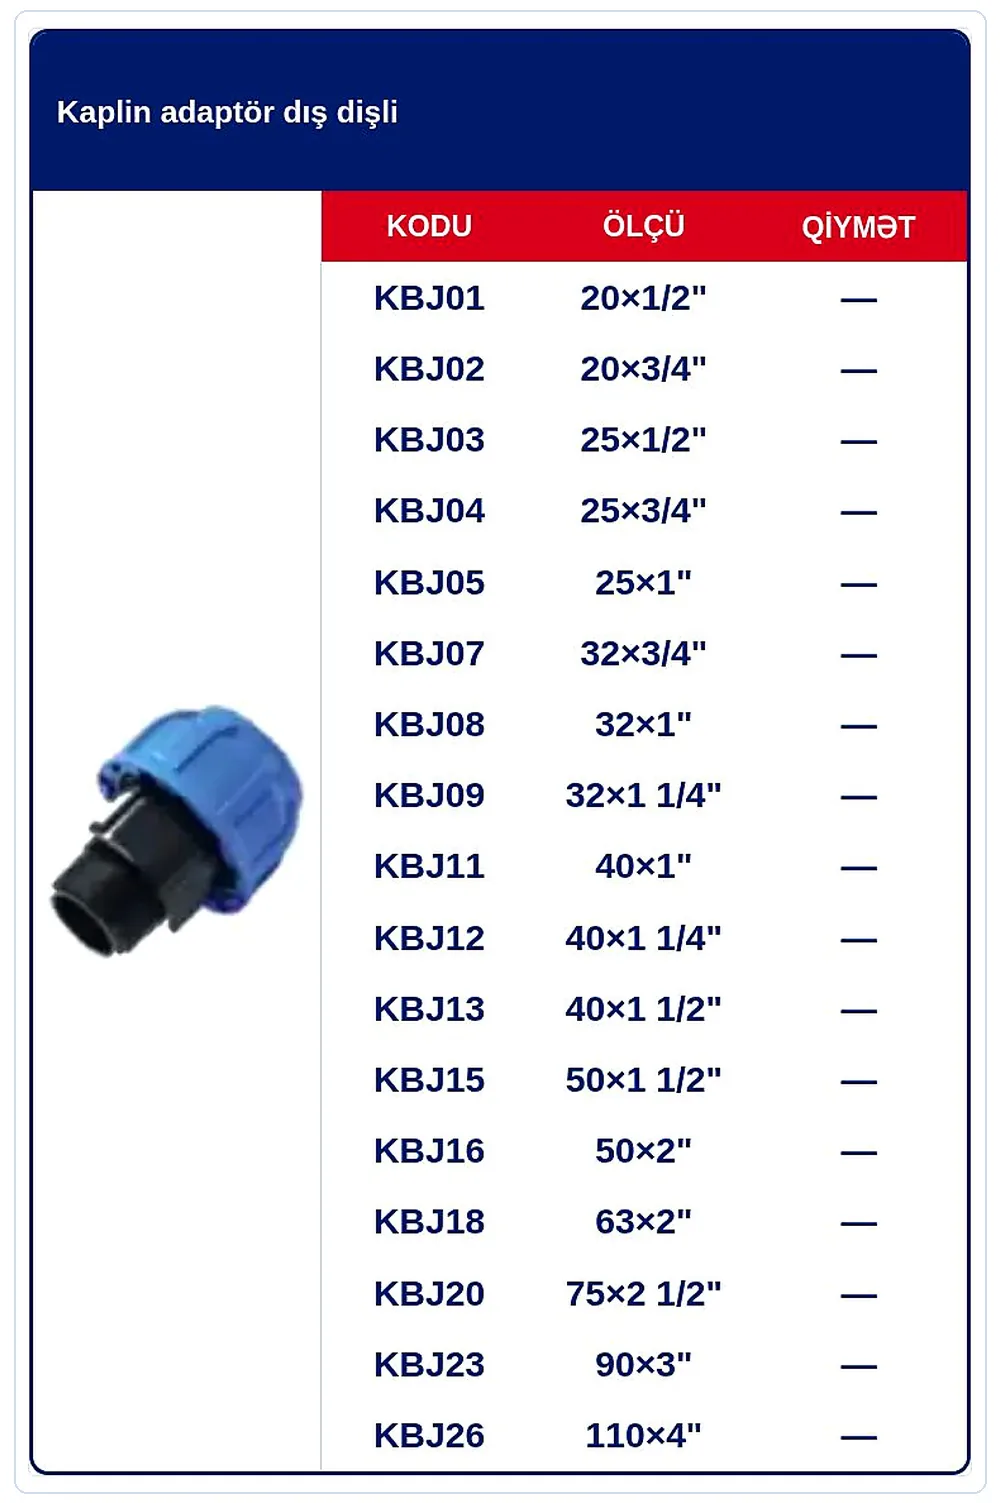 Kaplin adaptör dış dişli
KODU ÖLÇÜ QİYMƏT
KBJ01 20×1/2" —
KBJ02 20×3/4" —
KBJ03 25×1/2" —
KBJ04 25×3/4" —
KBJ05 25×1" —
KBJ07 32×3/4" —
KBJ08 32×1" —
KBJ09 32×1 1/4" —
KBJ11 40×1" —
KBJ12 40×1 1/4" —
KBJ13 40×1 1/2" —
KBJ15 50×1 1/2" —
KBJ16 50×2" —
KBJ18 63×2" —
KBJ20 75×2 1/2" —
KBJ23 90×3" —
KBJ26 110×4" —